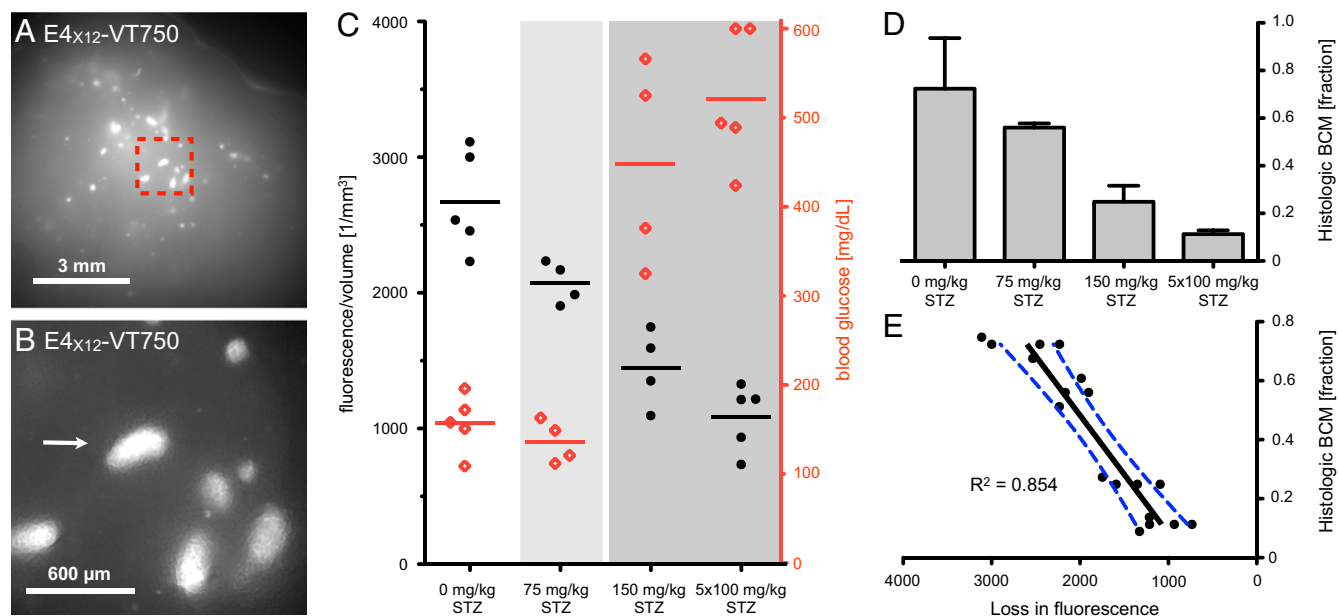 A E4X12-VT750
3 mm
B E4X12-VT750
600 µm
C
fluorescence/volume [1/mm³]
4000
3000
2000
1000
0
0 mg/kg STZ
75 mg/kg STZ
150 mg/kg STZ
5x100 mg/kg STZ
600
500
400
300
200
100
0
blood glucose [mg/dL]
D
1.0
0.8
0.6
0.4
0.2
0
Histologic BCM [fraction]
0 mg/kg STZ
75 mg/kg STZ
150 mg/kg STZ
5x100 mg/kg STZ
E
R² = 0.854
0.8
0.6
0.4
0.2
0
Histologic BCM [fraction]
4000 3000 2000 1000 0
Loss in fluorescence